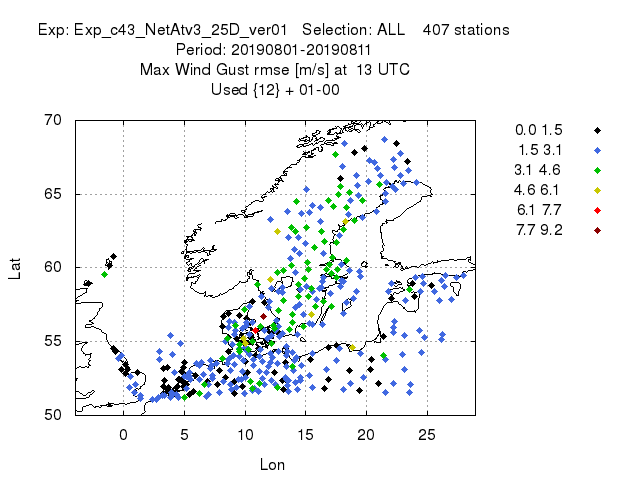 Exp: Exp_c43_NetAtv3_25D_ver01 Selection: ALL 407 stations
Period: 20190801-20190811
Max Wind Gust rmse [m/s] at 13 UTC
Used {12} + 01-00
70
65
60
55
50
Lat
0 5 10 15 20 25
Lon
0.0 1.5
1.5 3.1
3.1 4.6
4.6 6.1
6.1 7.7
7.7 9.2